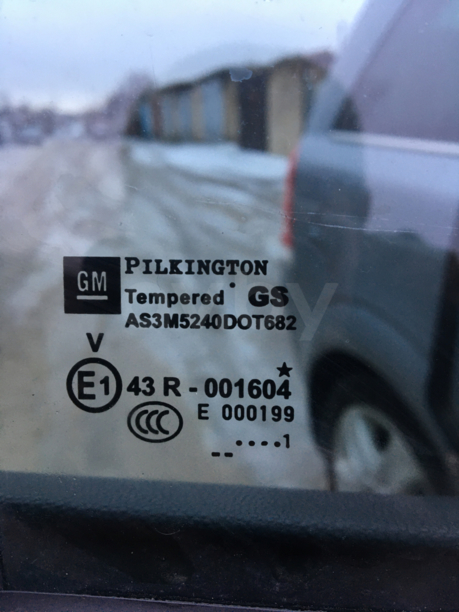 GM PILKINGTON
Tempered GS
AS3M5240DOT682
V
E1 43 R - 001604
CCC E 000199
....1
--